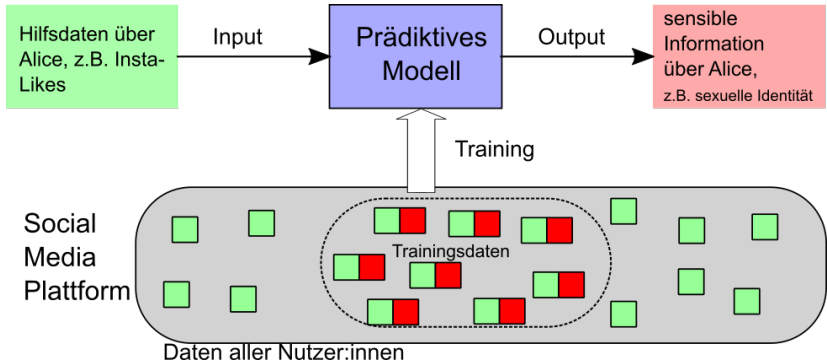 Hilfsdaten über
Alice, z.B. Insta-
Likes
Input
Prädiktives
Modell
Output
sensible
Information
über Alice,
z.B. sexuelle Identität
Training
Social
Media
Plattform
Trainingsdaten
Daten aller Nutzer:innen